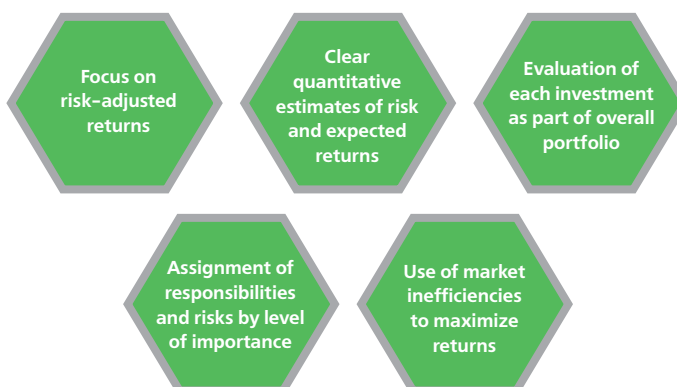 Focus on
risk-adjusted
returns
Clear
quantitative
estimates of risk
and expected
returns
Evaluation of
each investment
as part of overall
portfolio
Assignment of
responsibilities
and risks by level
of importance
Use of market
inefficiencies
to maximize
returns